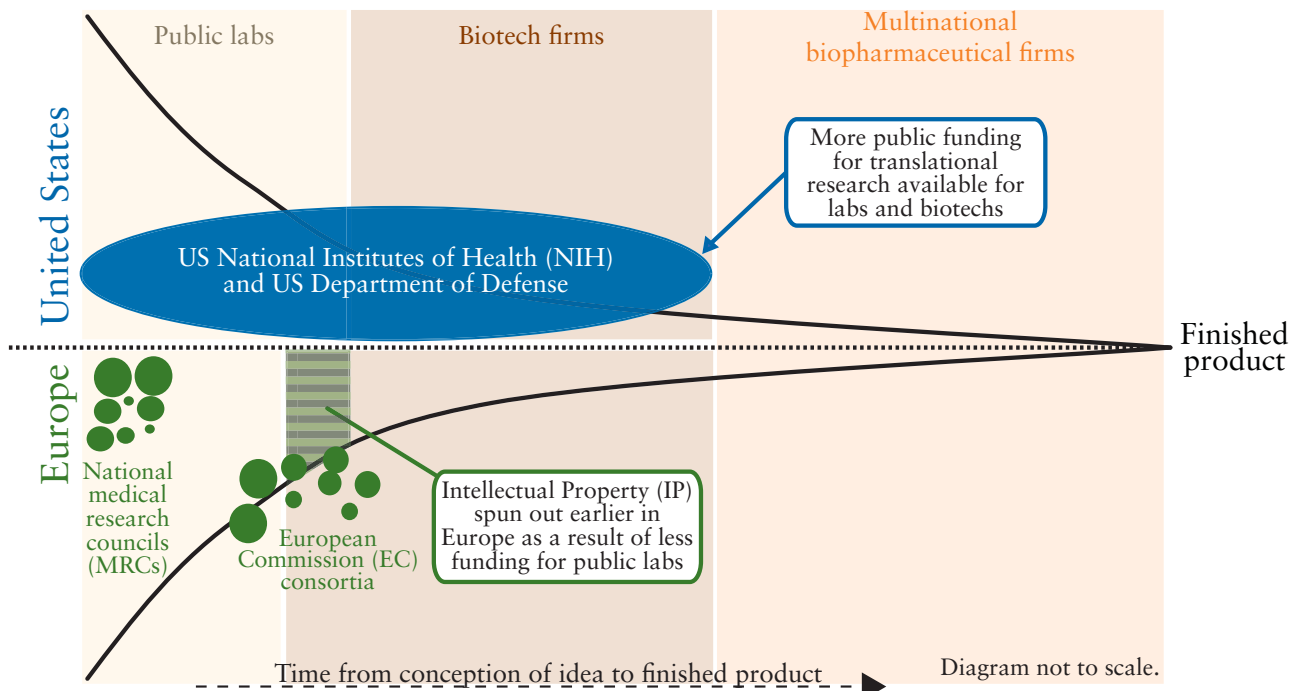 Public labs
Biotech firms
Multinational
biopharmaceutical firms
United States
More public funding
for translational
research available for
labs and biotechs
US National Institutes of Health (NIH)
and US Department of Defense
Finished
product
Europe
National
medical
research
councils
(MRCs)
European
Commission (EC)
consortia
Intellectual Property (IP)
spun out earlier in
Europe as a result of less
funding for public labs
Time from conception of idea to finished product
Diagram not to scale.